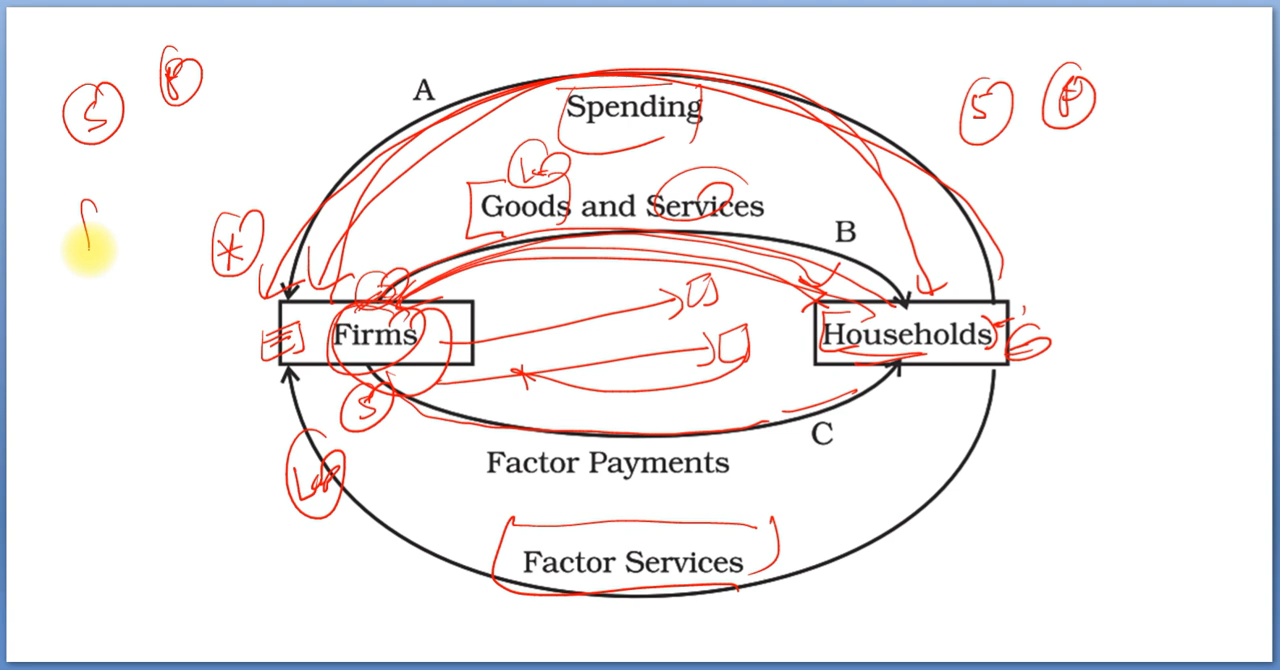 A
Spending
Goods and Services
B
Firms
Households
C
Factor Payments
Factor Services